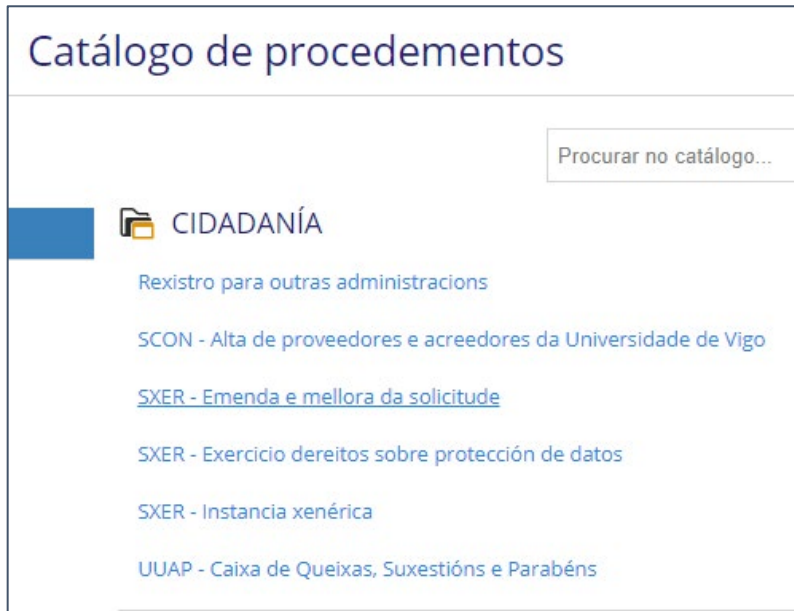 Catálogo de procedementos
Procurar no catálogo...
CIDADANÍA
Rexistro para outras administracions
SCON - Alta de proveedores e acreedores da Universidade de Vigo
SXER - Emenda e mellora da solicitude
SXER - Exercicio dereitos sobre protección de datos
SXER - Instancia xenérica
UUAP - Caixa de Queixas, Suxestións e Parabéns